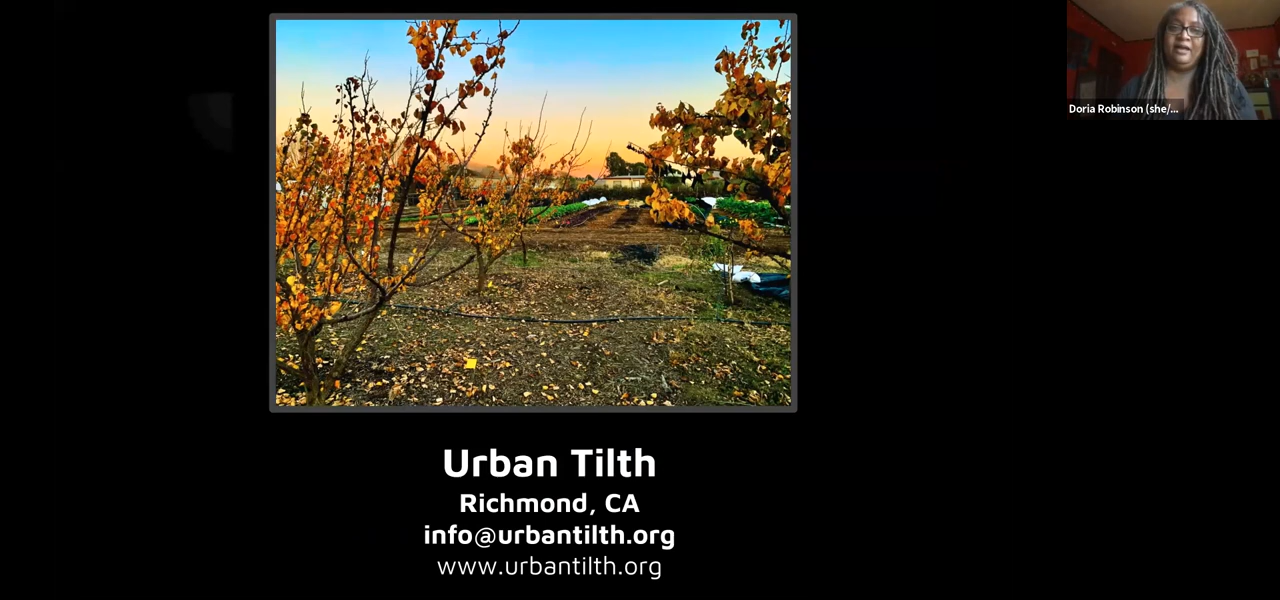 Doria Robinson (she/...
Urban Tilth
Richmond, CA
info@urbantilth.org
www.urbantilth.org